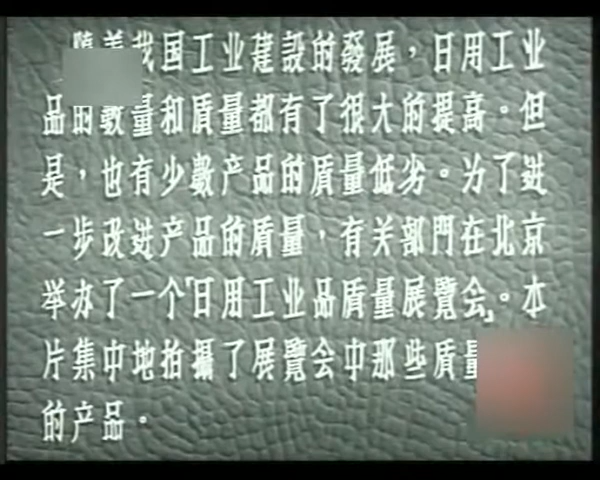 随着我国工业建設的發展，日用工业
品的数量和质量都有了很大的提高。但
是，也有少数产品的质量低劣。为了进
一步改进产品的质量，有关部門在北京
举办了一个「日用工业品质量展覽会」。本
片集中地拍攝了展覽会中那些质量
的产品。